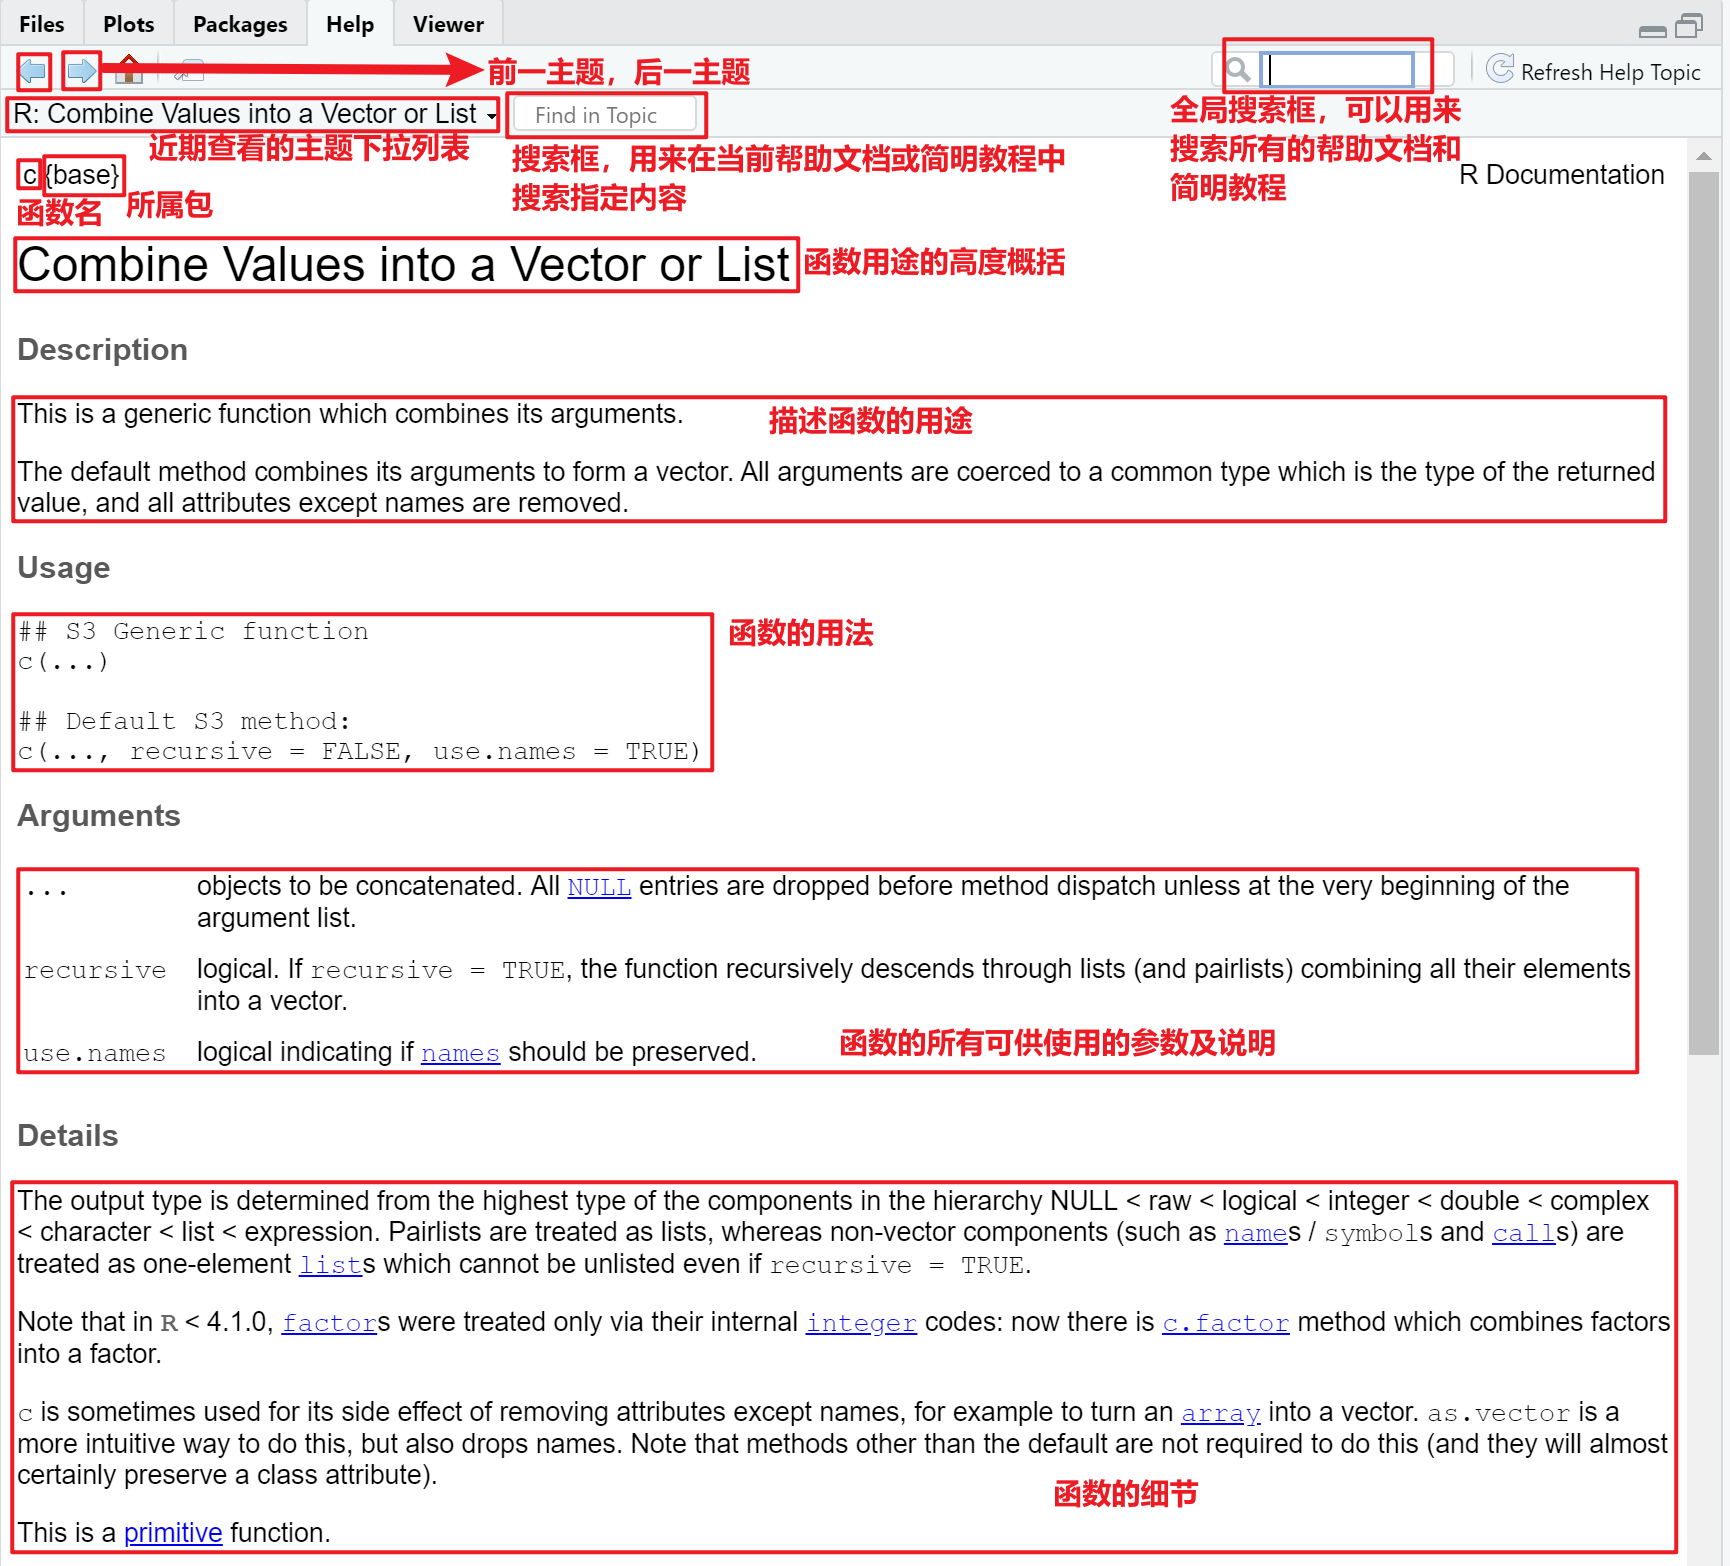 Files Plots Packages Help Viewer
前一主题，后一主题
Refresh Help Topic
R: Combine Values into a Vector or List
Find in Topic
近期查看的主题下拉列表
搜索框，用来在当前帮助文档或简明教程中
搜索指定内容
全局搜索框，可以用来
搜索所有的帮助文档和
简明教程
c {base}
R Documentation
函数名
所属包
Combine Values into a Vector or List
函数用途的高度概括
Description
This is a generic function which combines its arguments.
描述函数的用途
The default method combines its arguments to form a vector. All arguments are coerced to a common type which is the type of the returned
value, and all attributes except names are removed.
Usage
## S3 Generic function
c(...)
函数的用法
## Default S3 method:
c(..., recursive = FALSE, use.names = TRUE)
Arguments
... objects to be concatenated. All NULL entries are dropped before method dispatch unless at the very beginning of the
argument list.
recursive logical. If recursive = TRUE, the function recursively descends through lists (and pairlists) combining all their elements
into a vector.
use.names logical indicating if names should be preserved.
函数的所有可供使用的参数及说明
Details
The output type is determined from the highest type of the components in the hierarchy NULL < raw < logical < integer < double < complex
< character < list < expression. Pairlists are treated as lists, whereas non-vector components (such as names / symbols and calls) are
treated as one-element lists which cannot be unlisted even if recursive = TRUE.
Note that in R < 4.1.0, factors were treated only via their internal integer codes: now there is c.factor method which combines factors
into a factor.
c is sometimes used for its side effect of removing attributes except names, for example to turn an array into a vector. as.vector is a
more intuitive way to do this, but also drops names. Note that methods other than the default are not required to do this (and they will almost
certainly preserve a class attribute).
函数的细节
This is a primitive function.